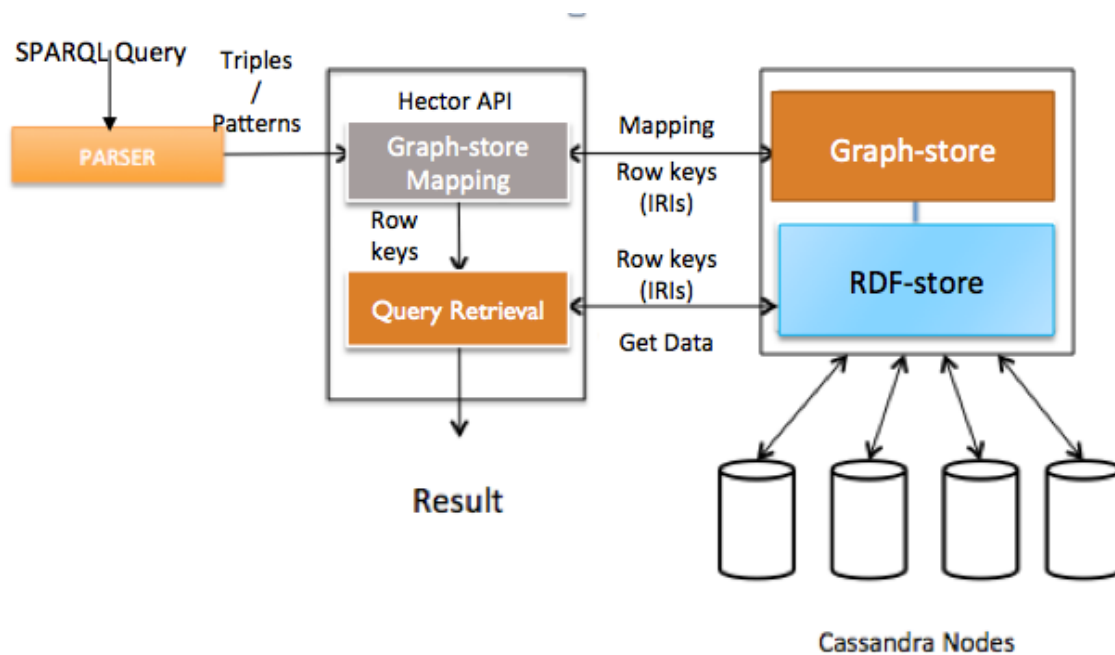 SPARQL Query
Triples
/
Patterns
PARSER
Hector API
Graph-store
Mapping
Row
keys
Query Retrieval
Result
Mapping
Row keys
(IRIs)
Row keys
(IRIs)
Get Data
Graph-store
RDF-store
Cassandra Nodes